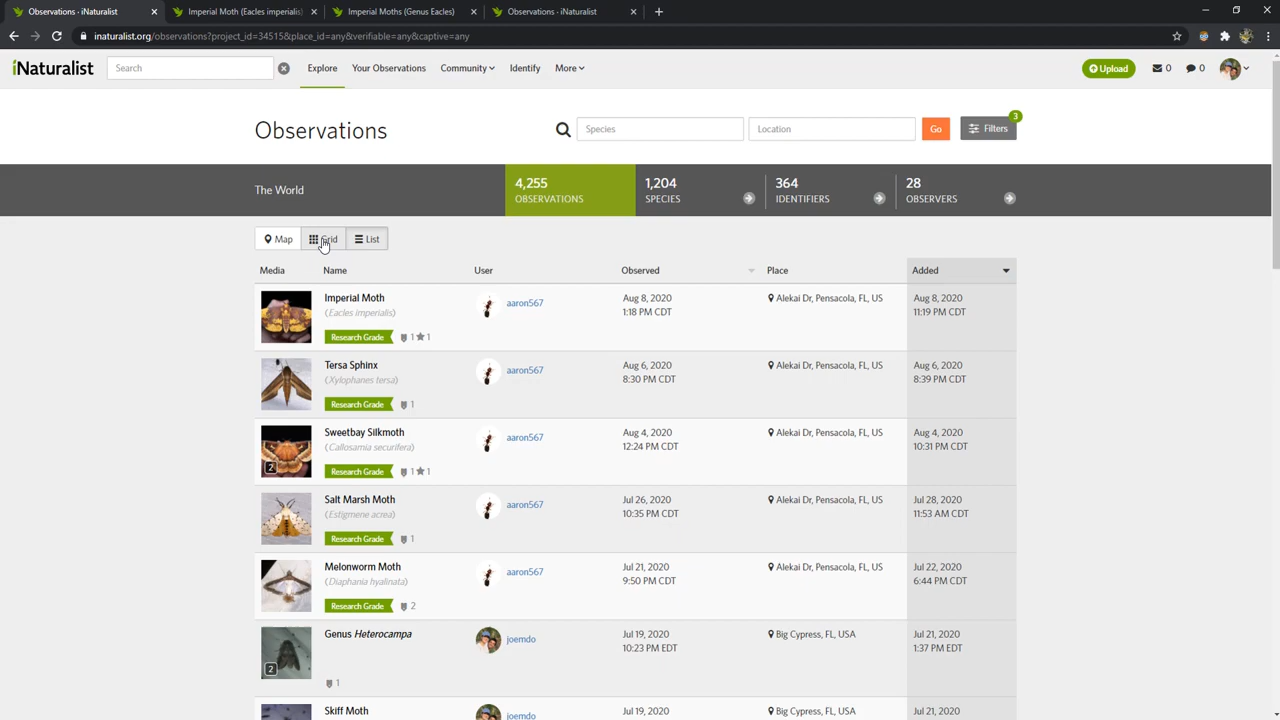 Observations · iNaturalist
Imperial Moth (Eacles imperialis)
Imperial Moths (Genus Eacles)
Observations · iNaturalist
inaturalist.org/observations?project_id=34515&place_id=any&verifiable=any&captive=any
iNaturalist
Search
Explore
Your Observations
Community
Identify
More
Upload
0
0
Observations
Species
Location
Go
Filters
3
The World
4,255
OBSERVATIONS
1,204
SPECIES
364
IDENTIFIERS
28
OBSERVERS
Map
Grid
List
Media
Name
User
Observed
Place
Added
Imperial Moth
(Eacles imperialis)
Research Grade
1
1
aaron567
Aug 8, 2020
1:18 PM CDT
Alekai Dr, Pensacola, FL, US
Aug 8, 2020
11:19 PM CDT
Tersa Sphinx
(Xylophanes tersa)
Research Grade
1
aaron567
Aug 6, 2020
8:30 PM CDT
Alekai Dr, Pensacola, FL, US
Aug 6, 2020
8:39 PM CDT
2
Sweetbay Silkmoth
(Callosamia securifera)
Research Grade
1
1
aaron567
Aug 4, 2020
12:24 PM CDT
Alekai Dr, Pensacola, FL, US
Aug 4, 2020
10:31 PM CDT
Salt Marsh Moth
(Estigmene acrea)
Research Grade
1
aaron567
Jul 26, 2020
10:35 PM CDT
Alekai Dr, Pensacola, FL, US
Jul 28, 2020
11:53 AM CDT
Melonworm Moth
(Diaphania hyalinata)
Research Grade
2
aaron567
Jul 21, 2020
9:50 PM CDT
Alekai Dr, Pensacola, FL, US
Jul 22, 2020
6:44 PM CDT
2
Genus Heterocampa
1
joemdo
Jul 19, 2020
10:23 PM EDT
Big Cypress, FL, USA
Jul 21, 2020
1:37 PM EDT
Skiff Moth
joemdo
Jul 19, 2020
Big Cypress, FL, USA
Jul 21, 2020